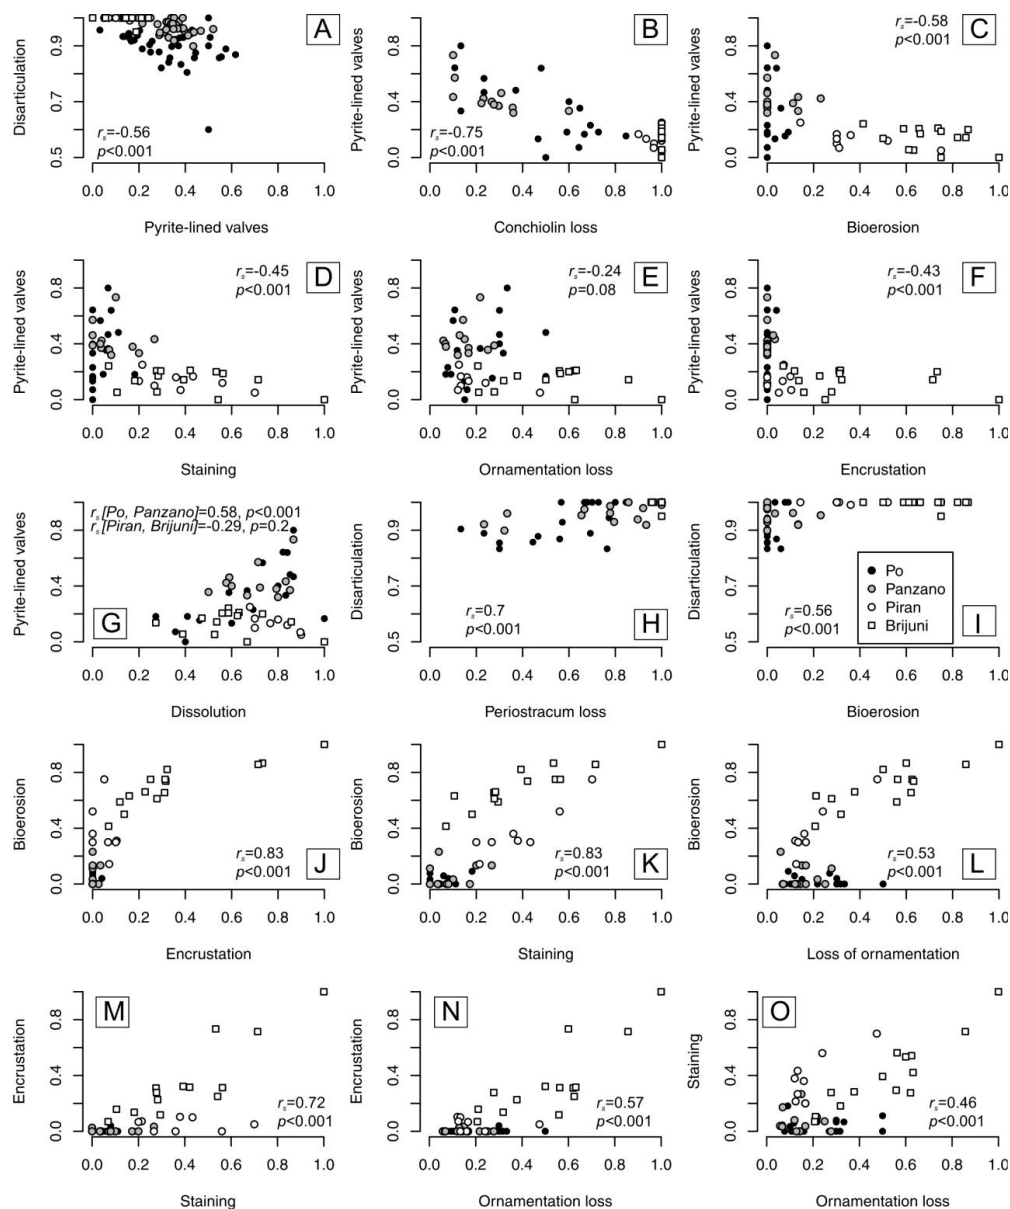 A
Disarticulation
0.9
0.7
0.5
rs=-0.56
p<0.001
0.0 0.2 0.4 0.6 0.8 1.0
Pyrite-lined valves
B
Pyrite-lined valves
0.8
0.4
0.0
rs=-0.75
p<0.001
0.0 0.2 0.4 0.6 0.8 1.0
Conchiolin loss
C
Pyrite-lined valves
0.8
0.4
0.0
rs=-0.58
p<0.001
0.0 0.2 0.4 0.6 0.8 1.0
Bioerosion
D
Pyrite-lined valves
0.8
0.4
0.0
rs=-0.45
p<0.001
0.0 0.2 0.4 0.6 0.8 1.0
Staining
E
Pyrite-lined valves
0.8
0.4
0.0
rs=-0.24
p=0.08
0.0 0.2 0.4 0.6 0.8 1.0
Ornamentation loss
F
Pyrite-lined valves
0.8
0.4
0.0
rs=-0.43
p<0.001
0.0 0.2 0.4 0.6 0.8 1.0
Encrustation
rs[Po, Panzano]=0.58, p<0.001
rs[Piran, Brijuni]=-0.29, p=0.2
G
Pyrite-lined valves
0.8
0.4
0.0
0.0 0.2 0.4 0.6 0.8 1.0
Dissolution
H
Disarticulation
0.9
0.7
0.5
rs=0.7
p<0.001
0.0 0.2 0.4 0.6 0.8 1.0
Periostracum loss
I
Disarticulation
0.9
0.7
0.5
rs=0.56
p<0.001
Po
Panzano
Piran
Brijuni
0.0 0.2 0.4 0.6 0.8 1.0
Bioerosion
J
Bioerosion
0.8
0.4
0.0
rs=0.83
p<0.001
0.0 0.2 0.4 0.6 0.8 1.0
Encrustation
K
Bioerosion
0.8
0.4
0.0
rs=0.83
p<0.001
0.0 0.2 0.4 0.6 0.8 1.0
Staining
L
Bioerosion
0.8
0.4
0.0
rs=0.53
p<0.001
0.0 0.2 0.4 0.6 0.8 1.0
Loss of ornamentation
M
Encrustation
0.8
0.4
0.0
rs=0.72
p<0.001
0.0 0.2 0.4 0.6 0.8 1.0
Staining
N
Encrustation
0.8
0.4
0.0
rs=0.57
p<0.001
0.0 0.2 0.4 0.6 0.8 1.0
Ornamentation loss
O
Staining
0.8
0.4
0.0
rs=0.46
p<0.001
0.0 0.2 0.4 0.6 0.8 1.0
Ornamentation loss